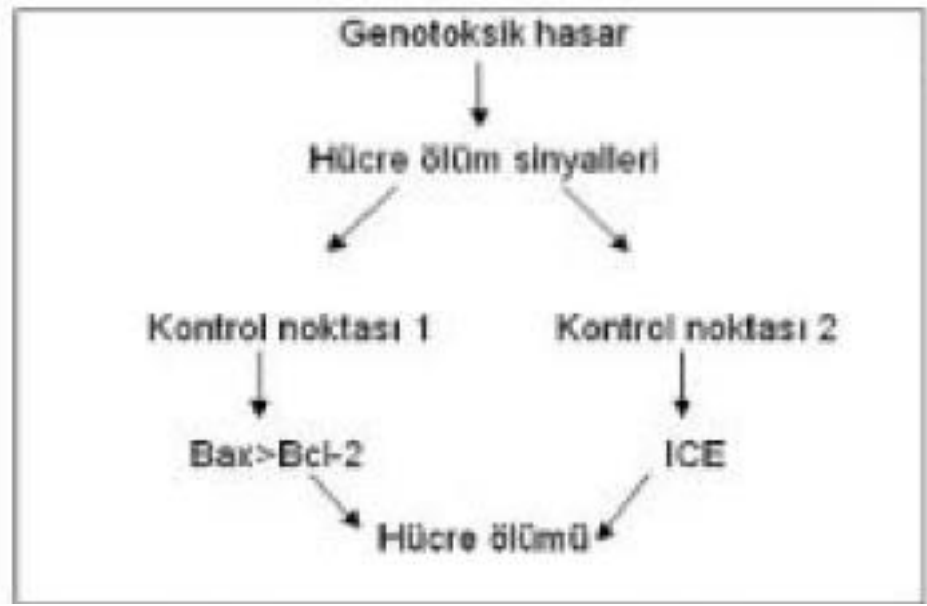 Genotoksik hasar
Hücre ölüm sinyalleri
Kontrol noktası 1 Kontrol noktası 2
Bax>Bcl-2 ICE
Hücre ölümü